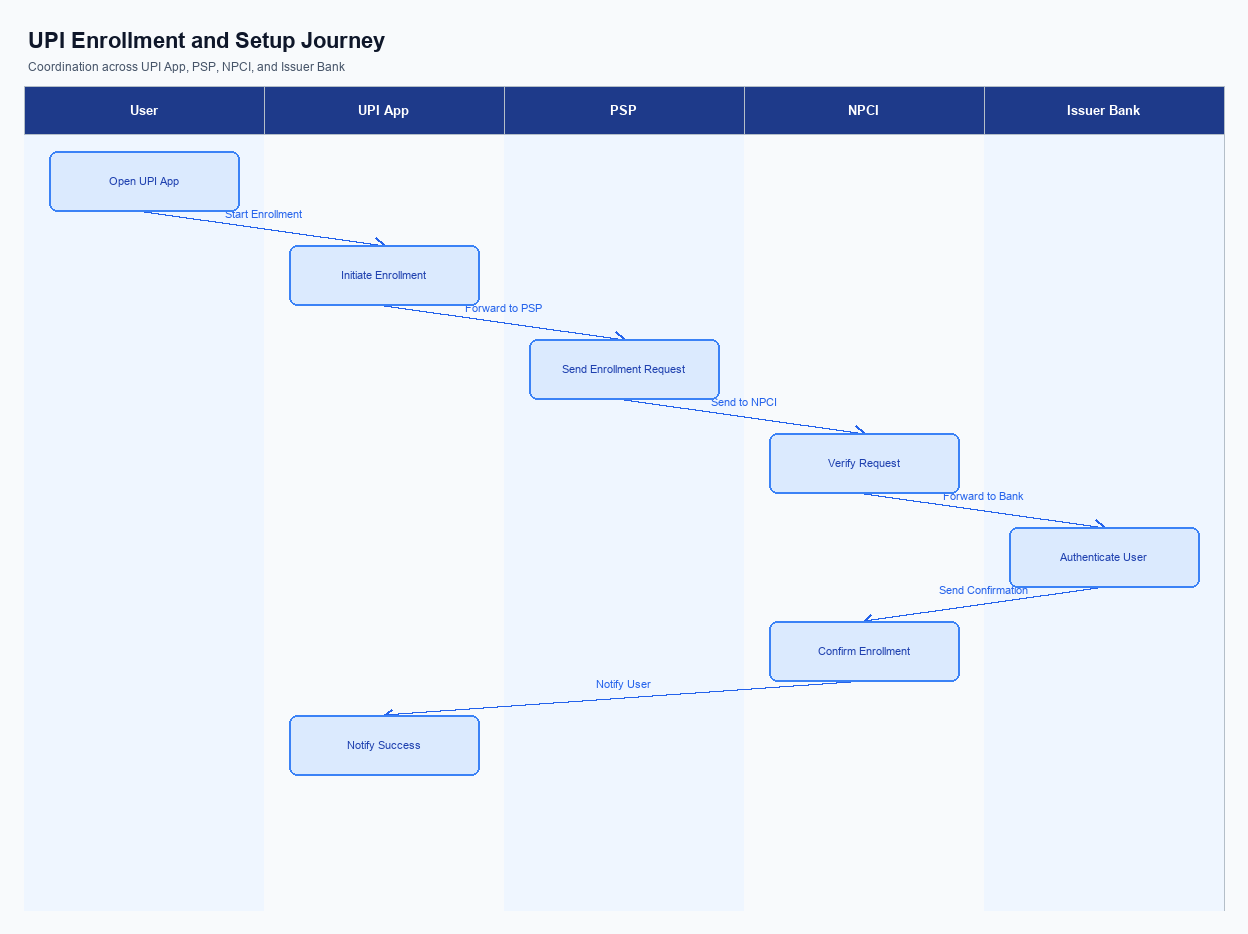 UPI Enrollment and Setup Journey
Coordination across UPI App, PSP, NPCI, and Issuer Bank
User
UPI App
PSP
NPCI
Issuer Bank
Open UPI App
Start Enrollment
Initiate Enrollment
Forward to PSP
Send Enrollment Request
Send to NPCI
Verify Request
Forward to Bank
Authenticate User
Send Confirmation
Confirm Enrollment
Notify User
Notify Success